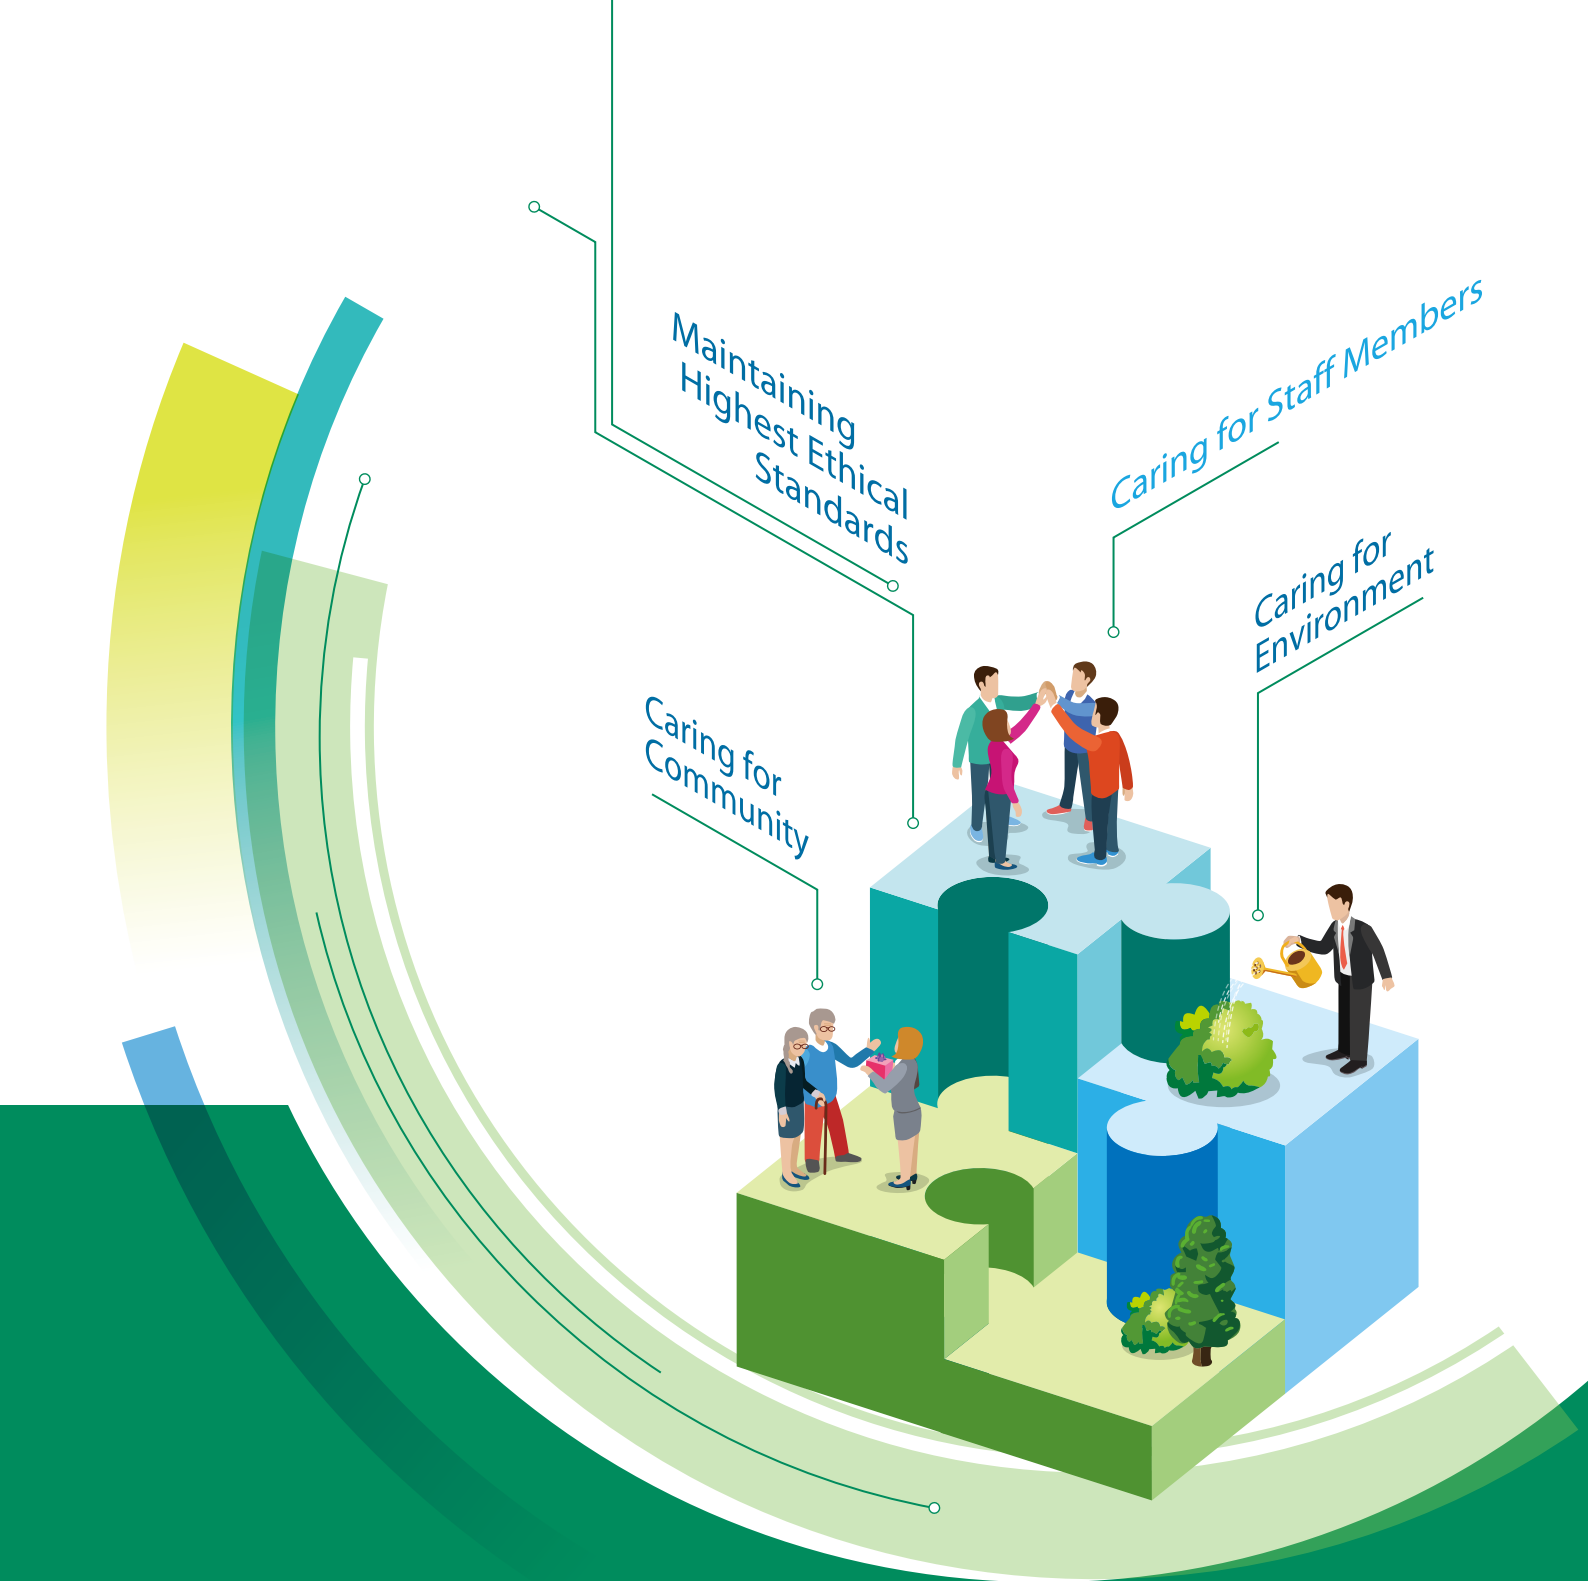 Maintaining
Highest Ethical
Standards
Caring for Staff Members
Caring for
Environment
Caring for
Community